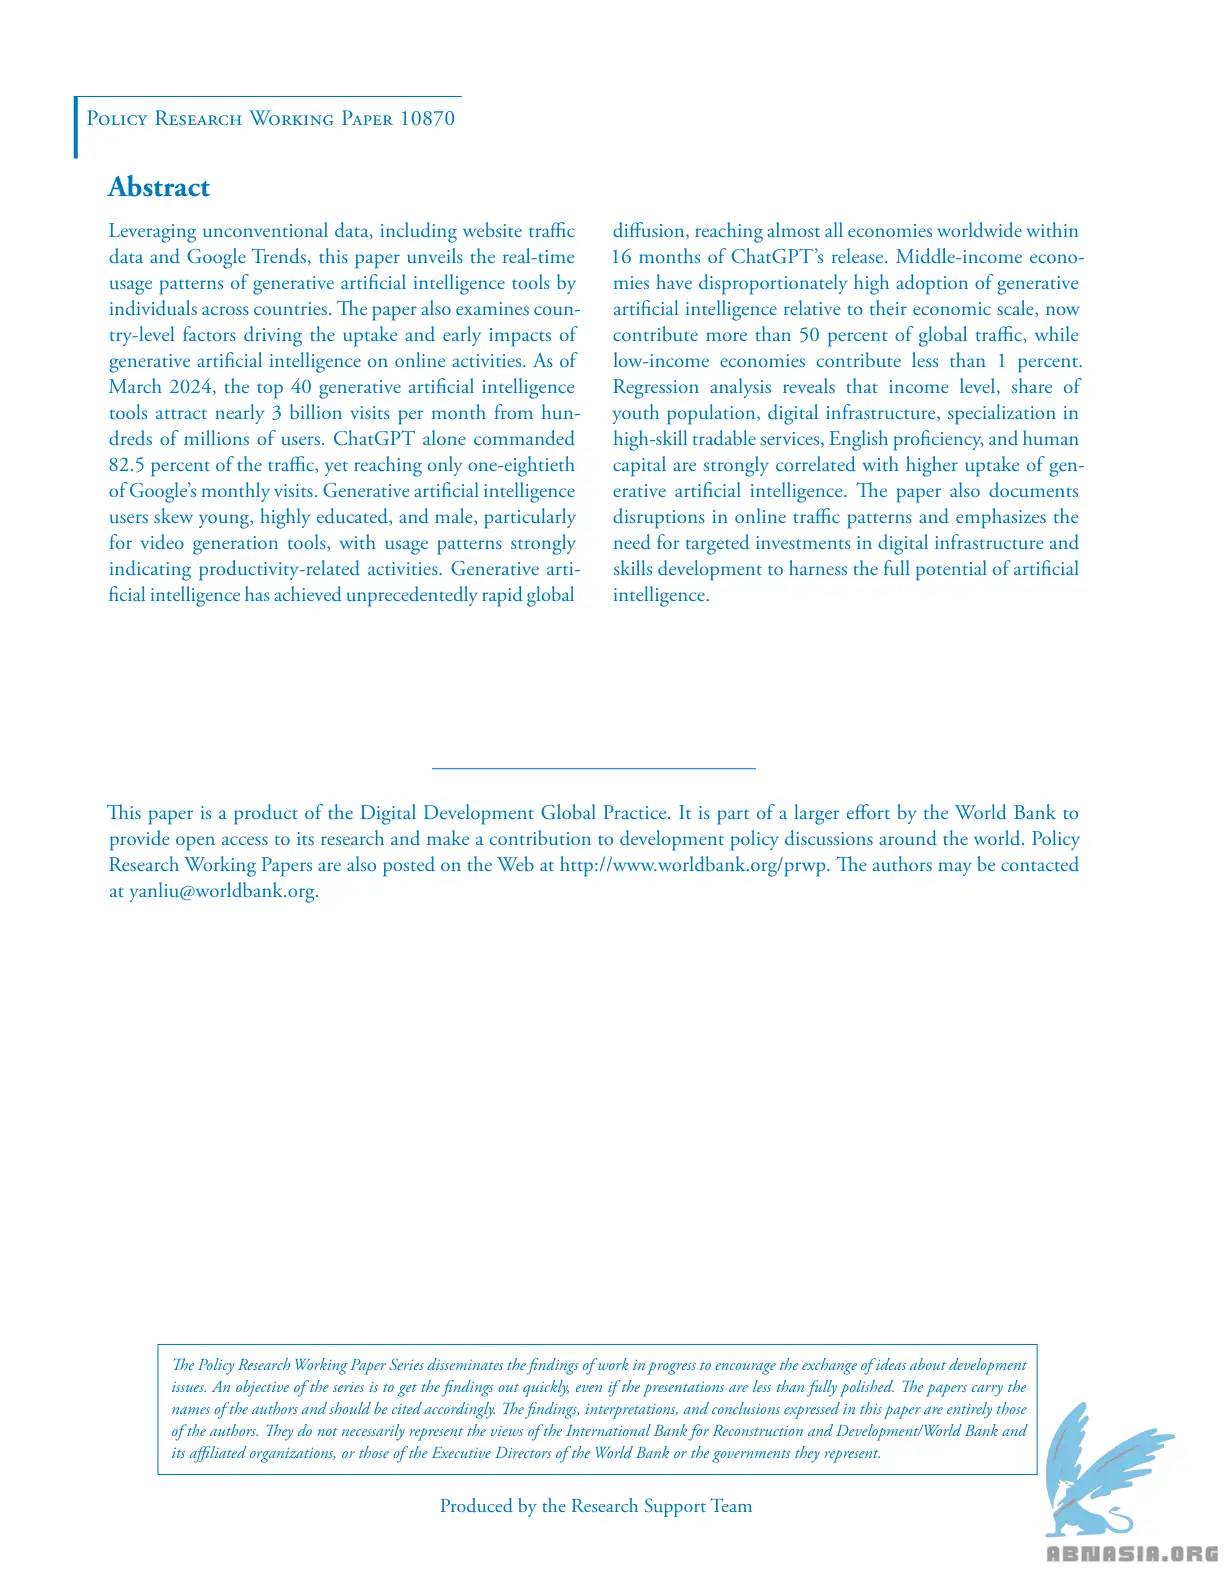 Policy Research Working Paper 10870
Abstract
Leveraging unconventional data, including website traffic
data and Google Trends, this paper unveils the real-time
usage patterns of generative artificial intelligence tools by
individuals across countries. The paper also examines coun-
try-level factors driving the uptake and early impacts of
generative artificial intelligence on online activities. As of
March 2024, the top 40 generative artificial intelligence
tools attract nearly 3 billion visits per month from hun-
dreds of millions of users. ChatGPT alone commanded
82.5 percent of the traffic, yet reaching only one-eightieth
of Google's monthly visits. Generative artificial intelligence
users skew young, highly educated, and male, particularly
for video generation tools, with usage patterns strongly
indicating productivity-related activities. Generative arti-
ficial intelligence has achieved unprecedentedly rapid global
diffusion, reaching almost all economies worldwide within
16 months of ChatGPT's release. Middle-income econo-
mies have disproportionately high adoption of generative
artificial intelligence relative to their economic scale, now
contribute more than 50 percent of global traffic, while
low-income economies contribute less than 1 percent.
Regression analysis reveals that income level, share of
youth population, digital infrastructure, specialization in
high-skill tradable services, English proficiency, and human
capital are strongly correlated with higher uptake of gen-
erative artificial intelligence. The paper also documents
disruptions in online traffic patterns and emphasizes the
need for targeted investments in digital infrastructure and
skills development to harness the full potential of artificial
intelligence.
This paper is a product of the Digital Development Global Practice. It is part of a larger effort by the World Bank to
provide open access to its research and make a contribution to development policy discussions around the world. Policy
Research Working Papers are also posted on the Web at http://www.worldbank.org/prwp. The authors may be contacted
at yanliu@worldbank.org.
The Policy Research Working Paper Series disseminates the findings of work in progress to encourage the exchange of ideas about development
issues. An objective of the series is to get the findings out quickly, even if the presentations are less than fully polished. The papers carry the
names of the authors and should be cited accordingly. The findings, interpretations, and conclusions expressed in this paper are entirely those
of the authors. They do not necessarily represent the views of the International Bank for Reconstruction and Development/World Bank and
its affiliated organizations, or those of the Executive Directors of the World Bank or the governments they represent.
Produced by the Research Support Team
ABNASIA.ORG